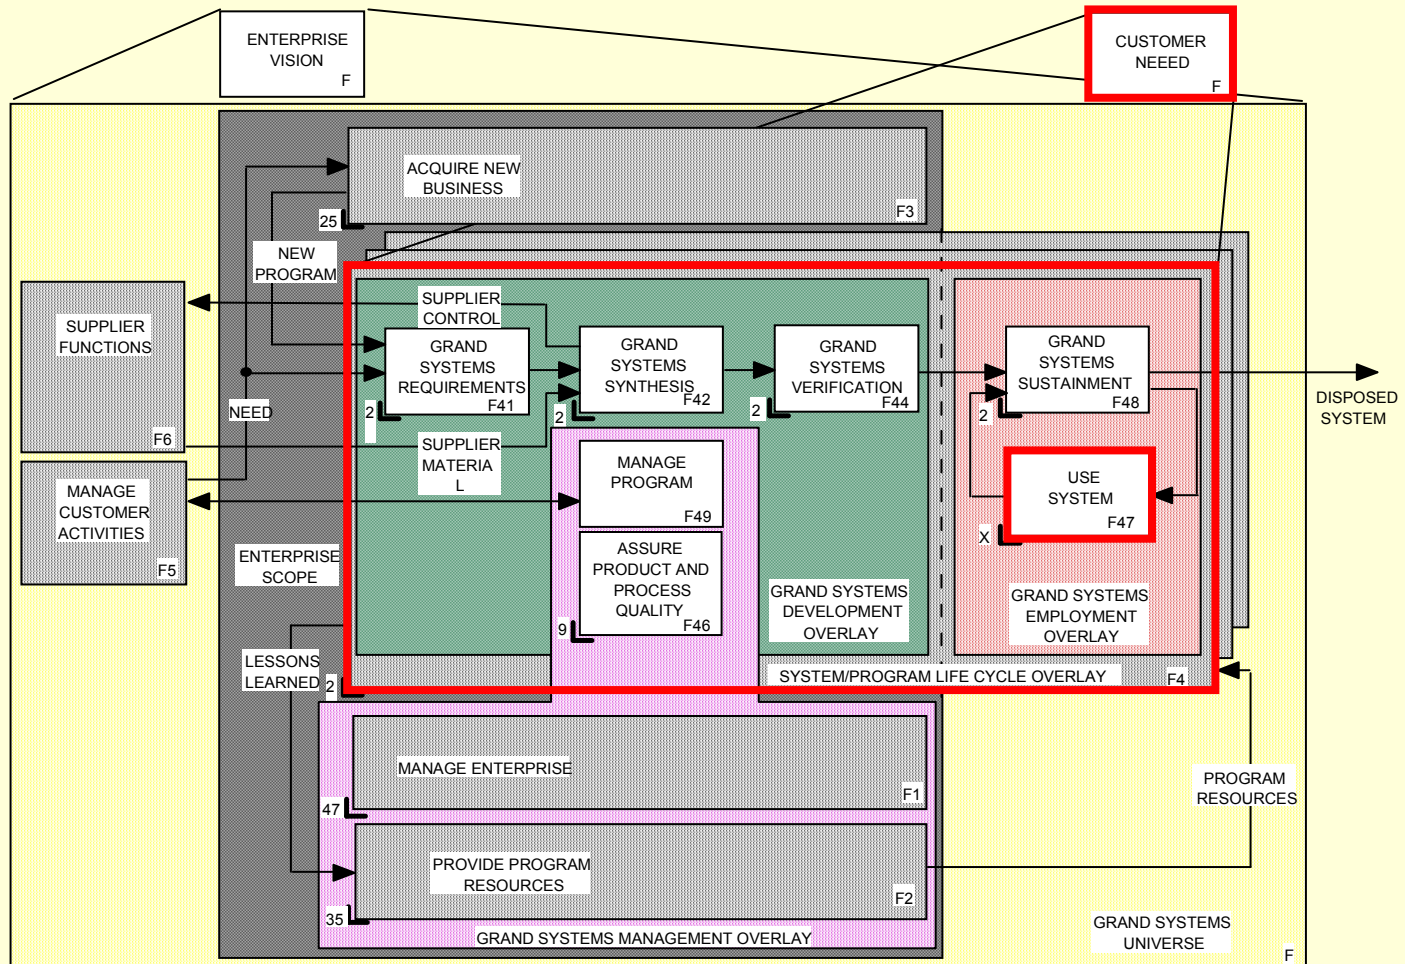 ENTERPRISE
VISION
F
CUSTOMER
NEEED
F
ACQUIRE NEW
BUSINESS
F3
25
NEW
PROGRAM
SUPPLIER
CONTROL
SUPPLIER
FUNCTIONS
F6
GRAND
SYSTEMS
REQUIREMENTS
F41
2
GRAND
SYSTEMS
SYNTHESIS
F42
2
GRAND
SYSTEMS
VERIFICATION
F44
2
GRAND
SYSTEMS
SUSTAINMENT
F48
2
DISPOSED
SYSTEM
NEED
SUPPLIER
MATERIA
L
MANAGE
CUSTOMER
ACTIVITIES
F5
MANAGE
PROGRAM
F49
USE
SYSTEM
F47
X
ENTERPRISE
SCOPE
ASSURE
PRODUCT AND
PROCESS
QUALITY
F46
9
GRAND SYSTEMS
DEVELOPMENT
OVERLAY
GRAND SYSTEMS
EMPLOYMENT
OVERLAY
LESSONS
LEARNED
2
SYSTEM/PROGRAM LIFE CYCLE OVERLAY
F4
MANAGE ENTERPRISE
F1
47
PROGRAM
RESOURCES
PROVIDE PROGRAM
RESOURCES
F2
35
GRAND SYSTEMS MANAGEMENT OVERLAY
GRAND SYSTEMS
UNIVERSE
F